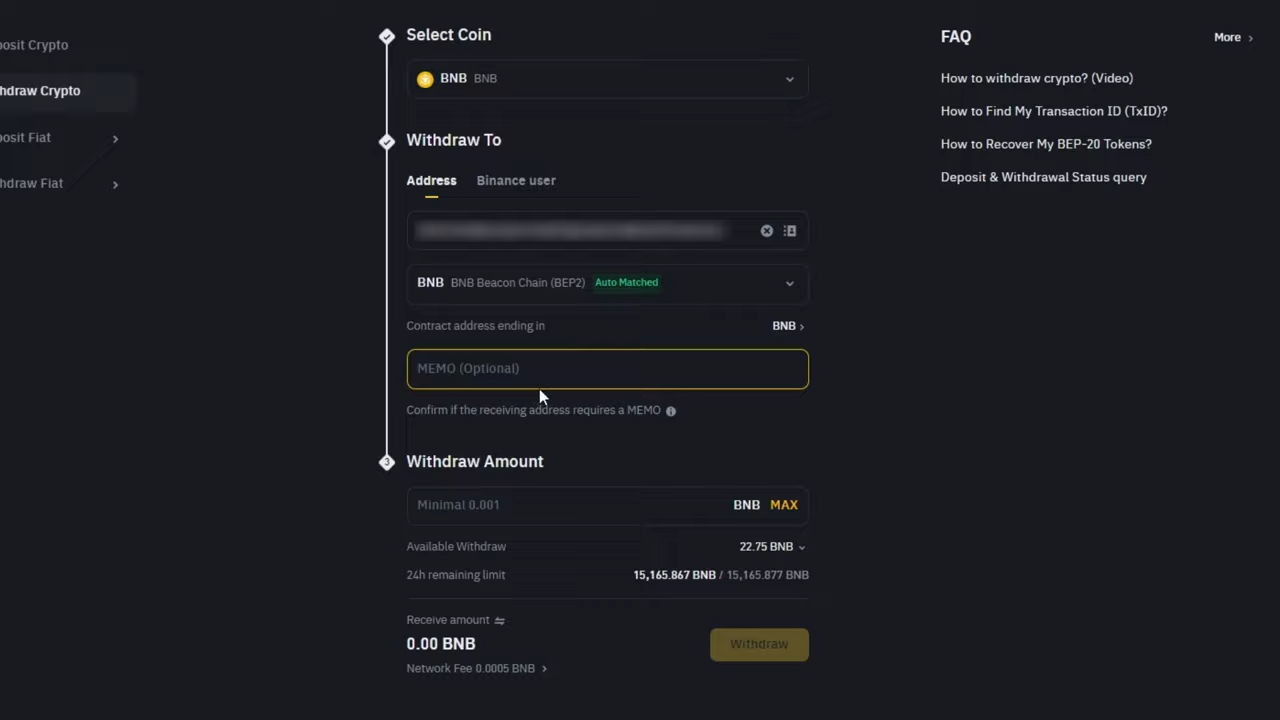 posit Crypto
hdraw Crypto
posit Fiat
hdraw Fiat
Select Coin
BNB BNB
Withdraw To
Address Binance user
BNB BNB Beacon Chain (BEP2) Auto Matched
Contract address ending in BNB
MEMO (Optional)
Confirm if the receiving address requires a MEMO
3 Withdraw Amount
Minimal 0.001 BNB MAX
Available Withdraw 22.75 BNB
24h remaining limit 15,165.867 BNB / 15,165.877 BNB
Receive amount
0.00 BNB Withdraw
Network Fee 0.0005 BNB
FAQ More
How to withdraw crypto? (Video)
How to Find My Transaction ID (TxID)?
How to Recover My BEP-20 Tokens?
Deposit & Withdrawal Status query